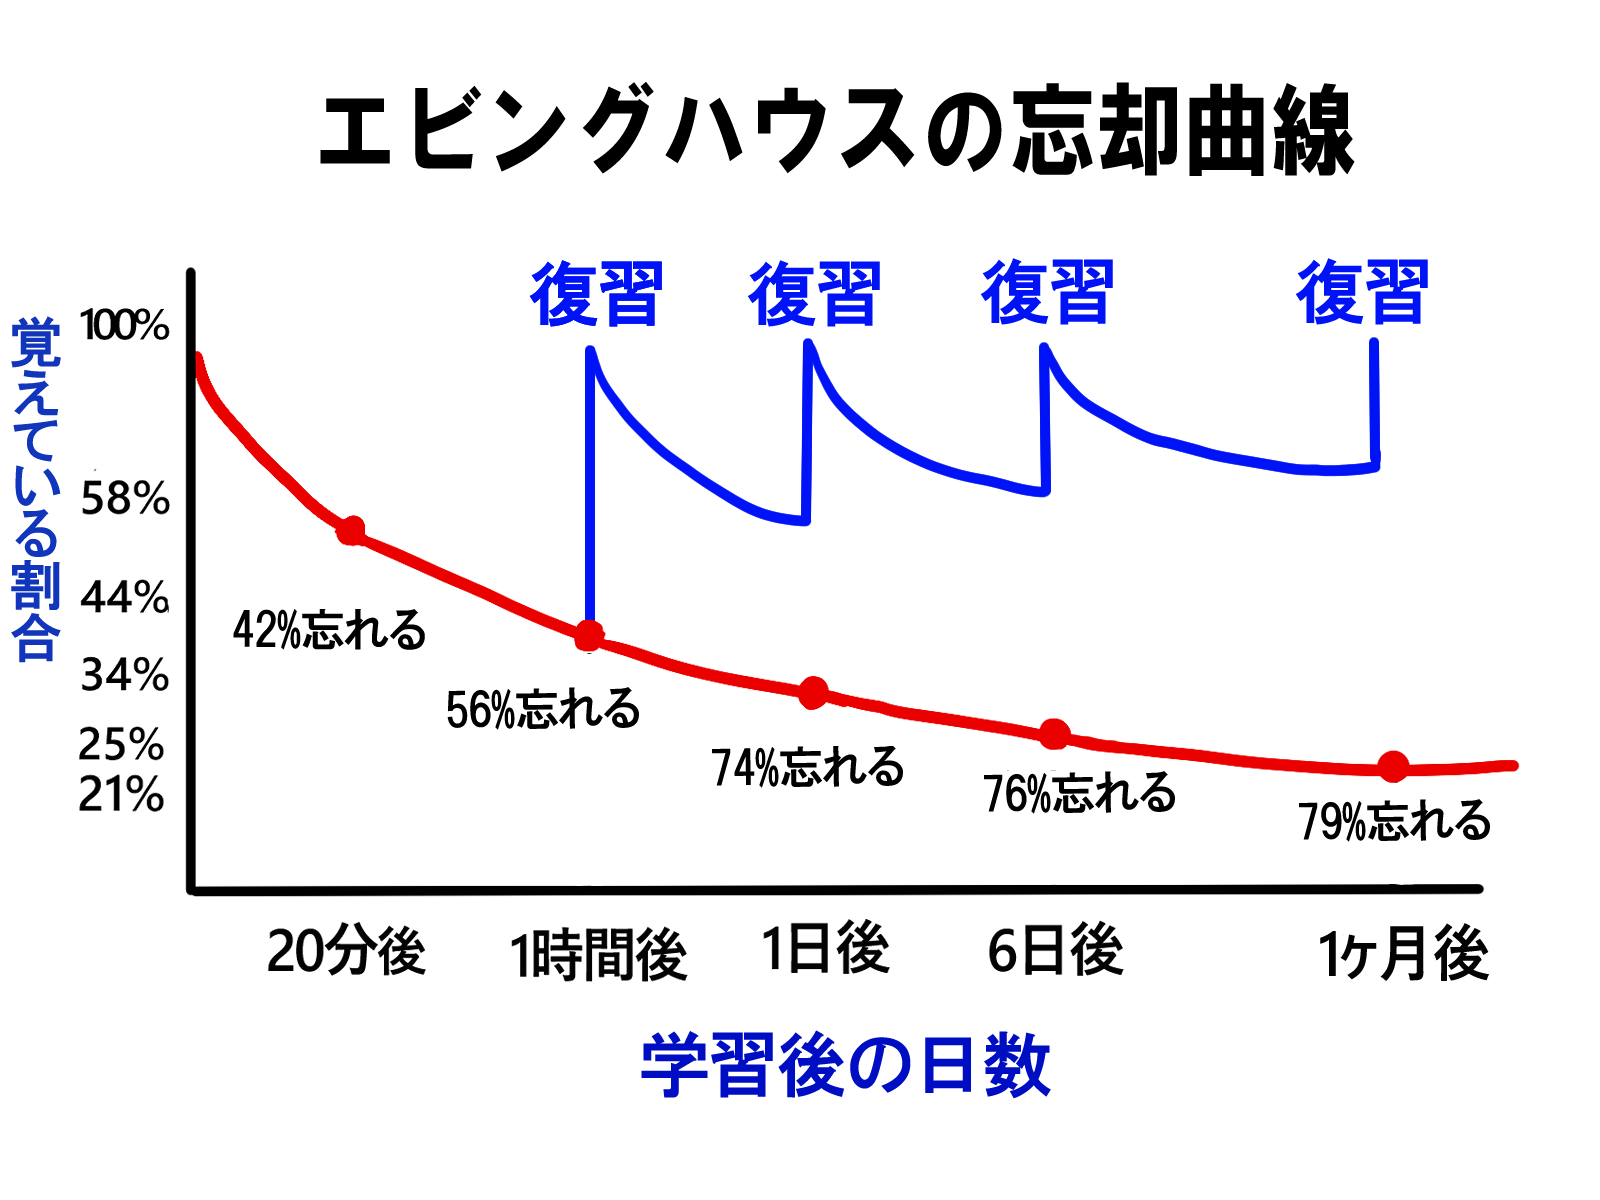 エビングハウスの忘却曲線
復習 復習 復習 復習
覚えている割合
100%
58%
44%
34%
25%
21%
42%忘れる
56%忘れる
74%忘れる
76%忘れる
79%忘れる
20分後 1時間後 1日後 6日後 1ヶ月後
学習後の日数